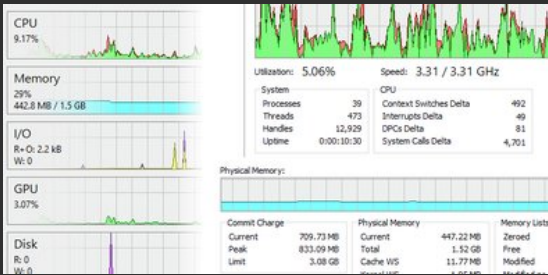 CPU
9.17%
Memory
29%
442.8 MB / 1.5 GB
I/O
R+O: 2.2 kB
W: 0
GPU
3.07%
Disk
R: 0
W: 0
Utilization: 5.06% Speed: 3.31 / 3.31 GHz
System
Processes 39
Threads 473
Handles 12,929
Uptime 0:00:10:30
CPU
Context Switches Delta 492
Interrupts Delta 49
DPCs Delta 81
System Calls Delta 4,701
Physical Memory:
Commit Charge
Current 709.73 MB
Peak 833.09 MB
Limit 3.08 GB
Physical Memory
Current 447.22 MB
Total 1.52 GB
Cache WS 11.77 MB
Memory Lists
Zeroed
Free
Modified